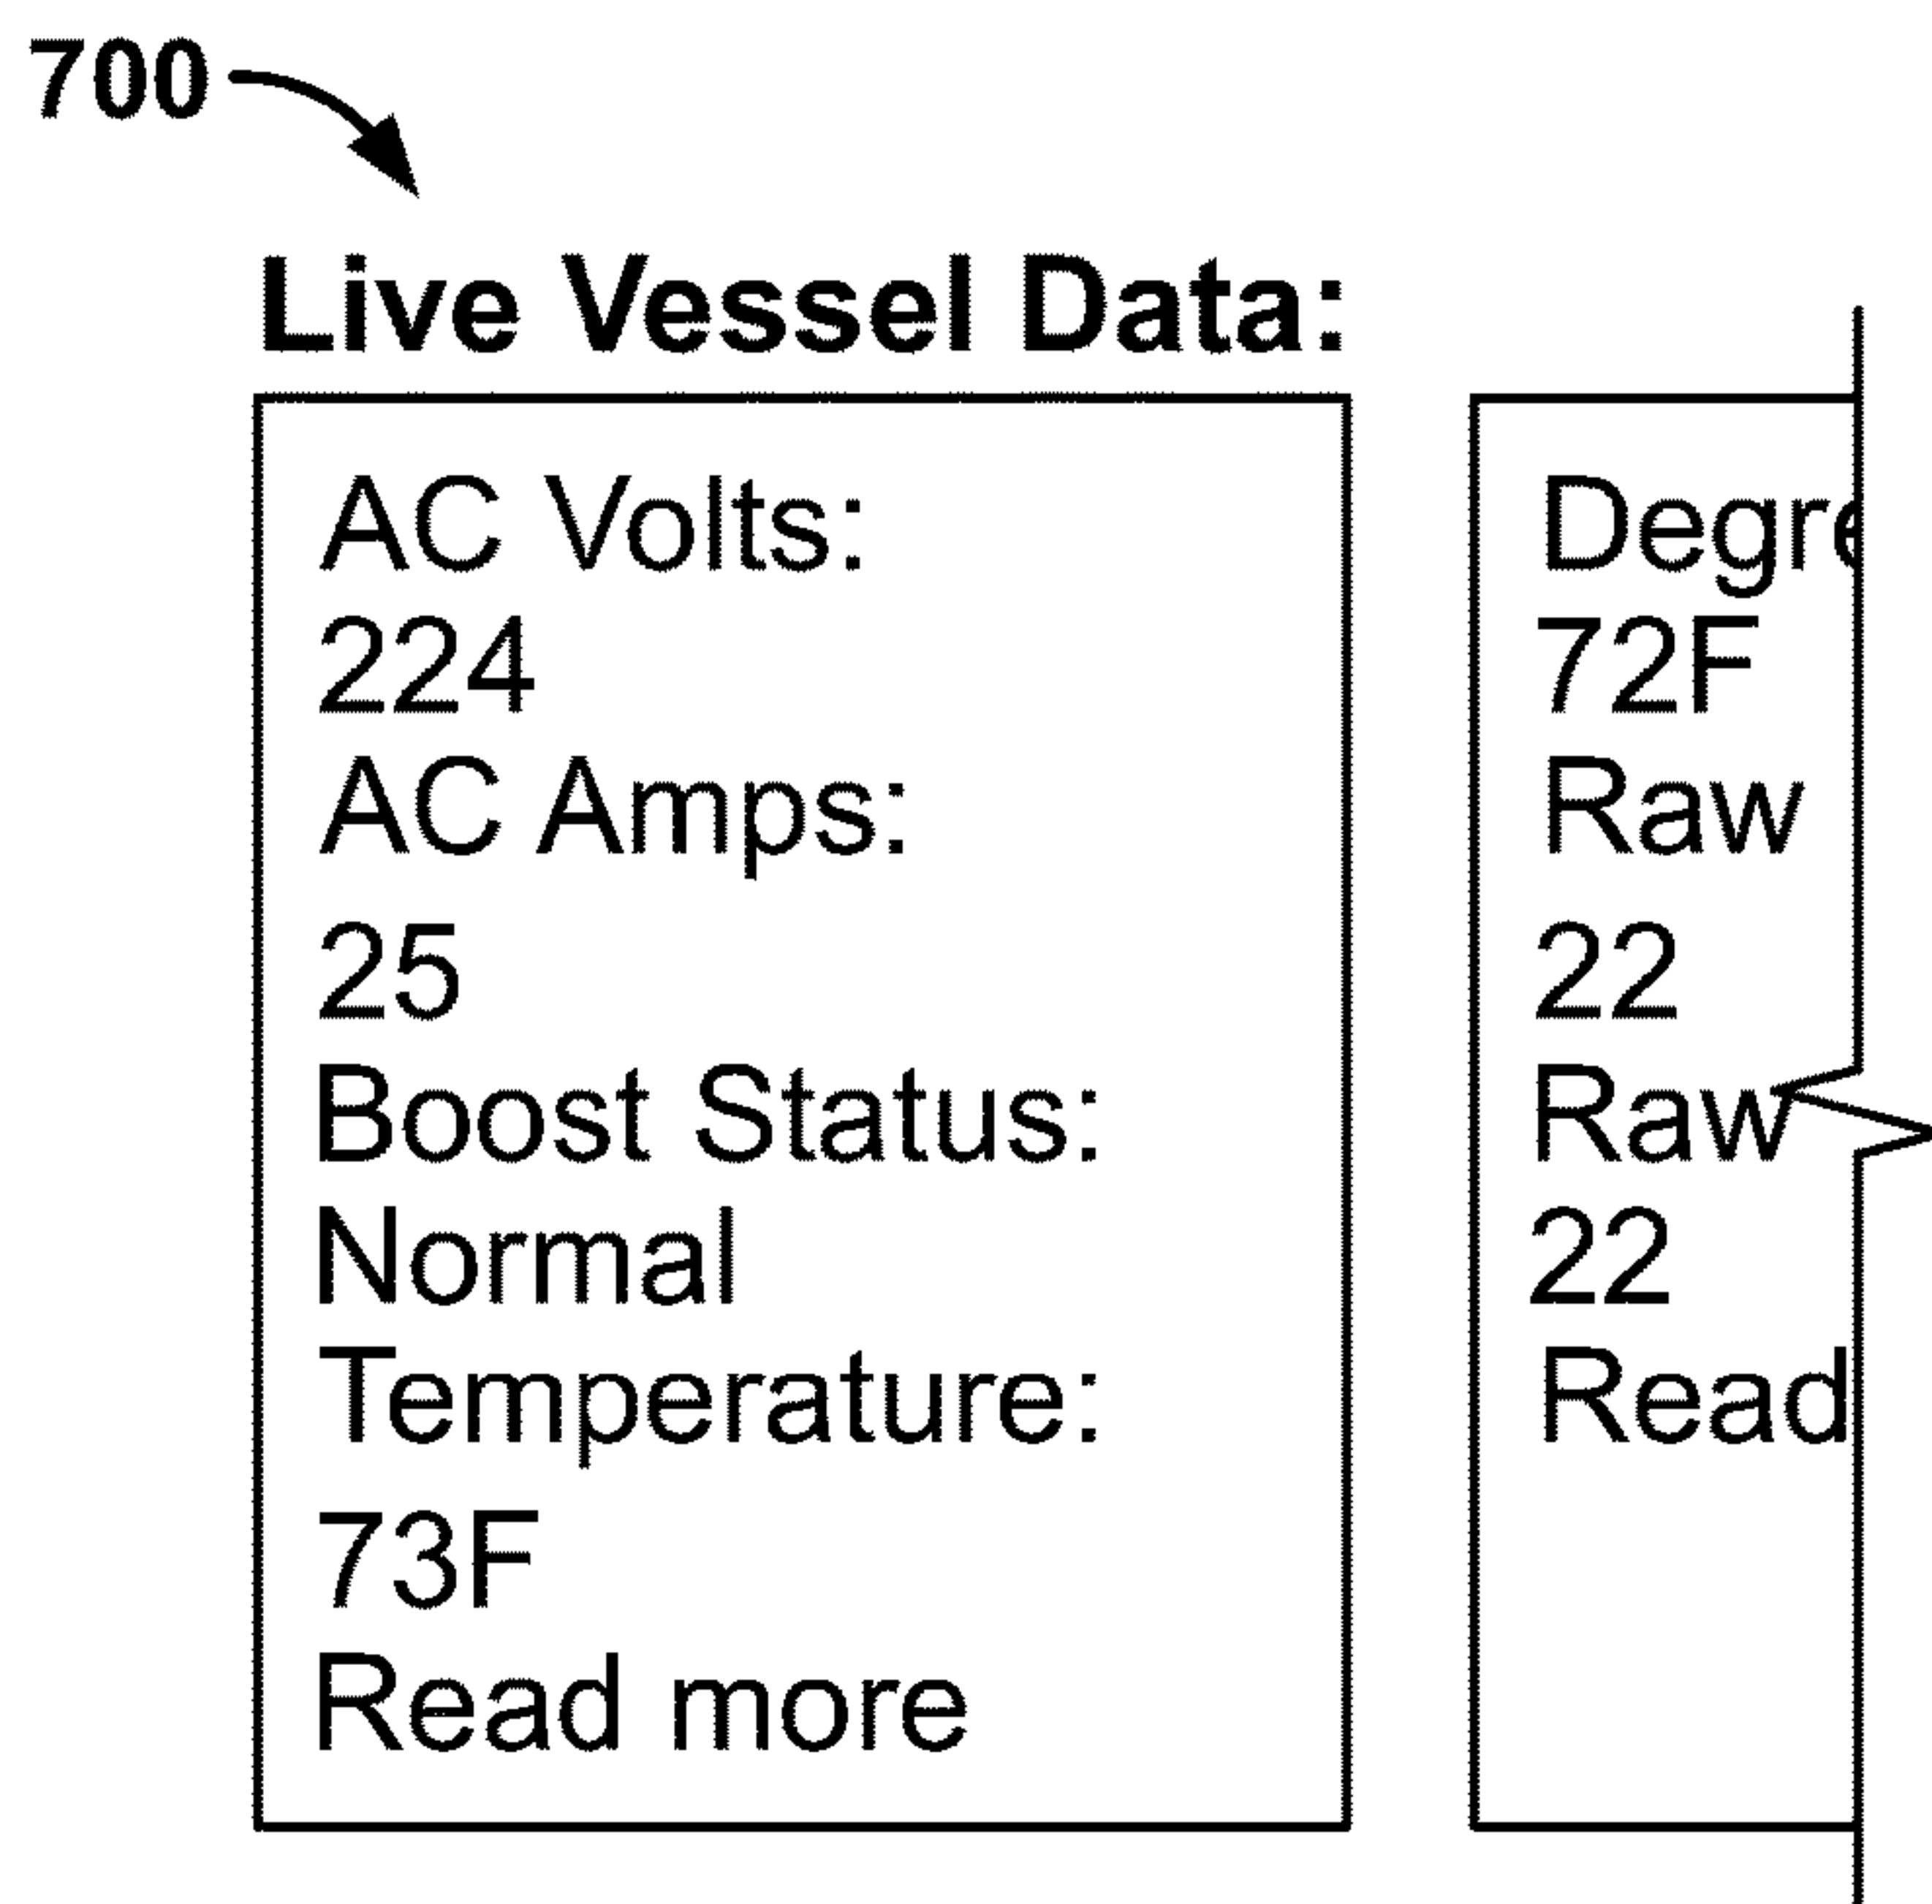 700
Live Vessel Data:
AC Volts:
224
AC Amps:
25
Boost Status:
Normal
Temperature:
73F
Read more
72F
Raw
22
Raw
22
Read